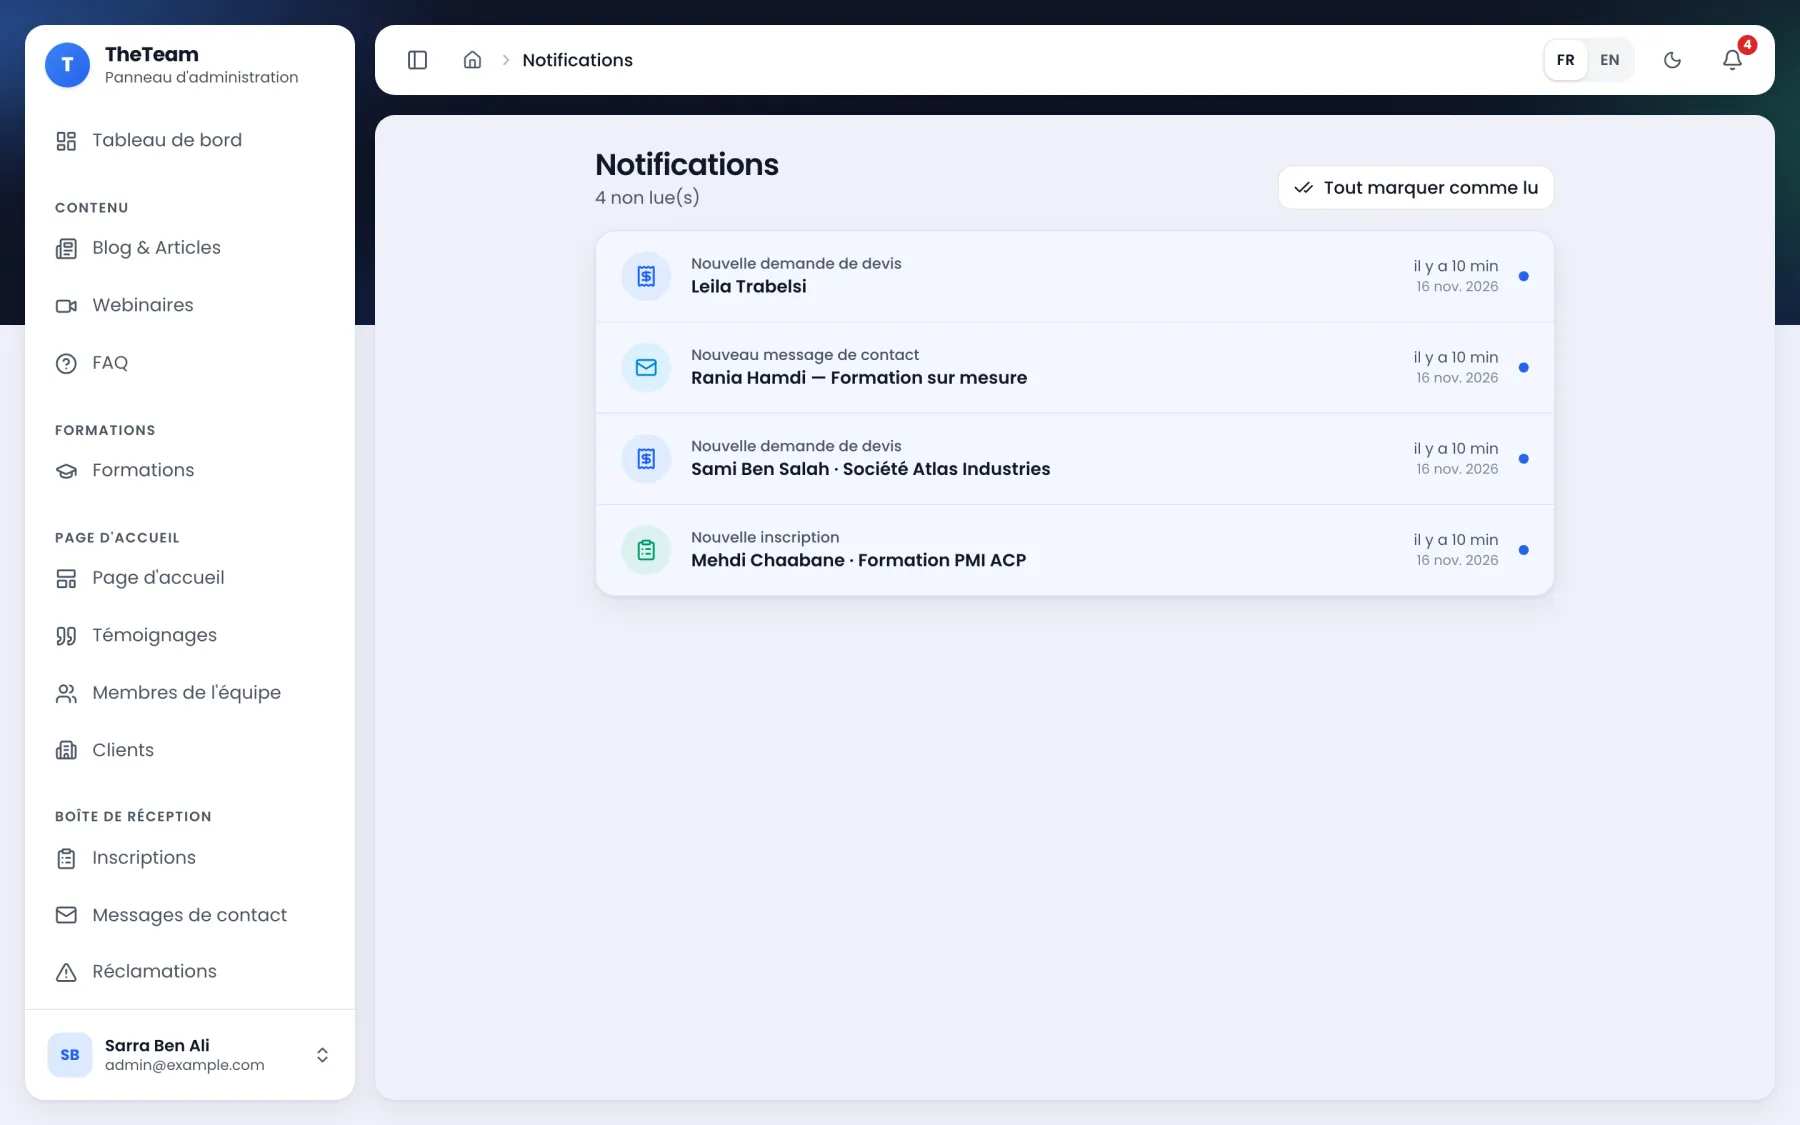 T
TheTeam
Panneau d'administration
Tableau de bord
CONTENU
Blog & Articles
Webinaires
FAQ
FORMATIONS
Formations
PAGE D'ACCUEIL
Page d'accueil
Témoignages
Membres de l'équipe
Clients
BOÎTE DE RÉCEPTION
Inscriptions
Messages de contact
Réclamations
SB
Sarra Ben Ali
admin@example.com
Notifications
FR
EN
4
Notifications
4 non lue(s)
Tout marquer comme lu
Nouvelle demande de devis
Leila Trabelsi
il y a 10 min
16 nov. 2026
Nouveau message de contact
Rania Hamdi — Formation sur mesure
il y a 10 min
16 nov. 2026
Nouvelle demande de devis
Sami Ben Salah · Société Atlas Industries
il y a 10 min
16 nov. 2026
Nouvelle inscription
Mehdi Chaabane · Formation PMI ACP
il y a 10 min
16 nov. 2026